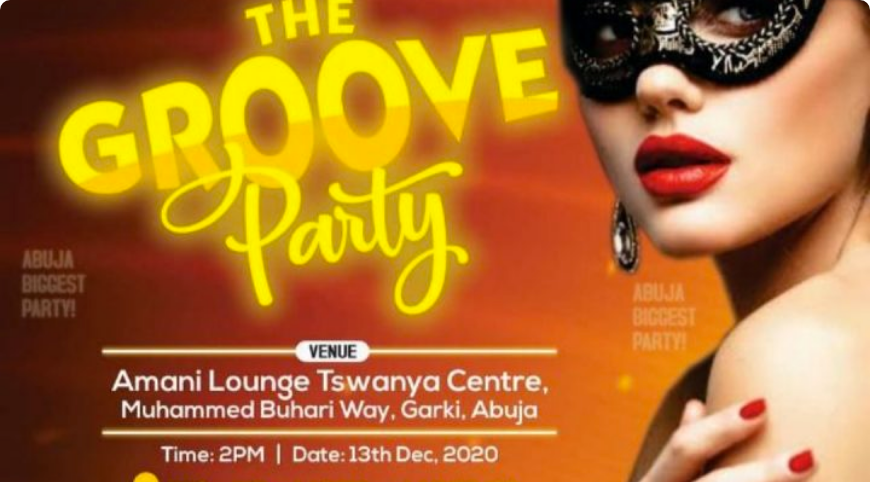 THE
GROOVE
Party
ABUJA
BIGGEST
PARTY!
ABUJA
BIGGEST
PARTY!
VENUE
Amani Lounge Tswanya Centre,
Muhammed Buhari Way, Garki, Abuja
Time: 2PM | Date: 13th Dec, 2020